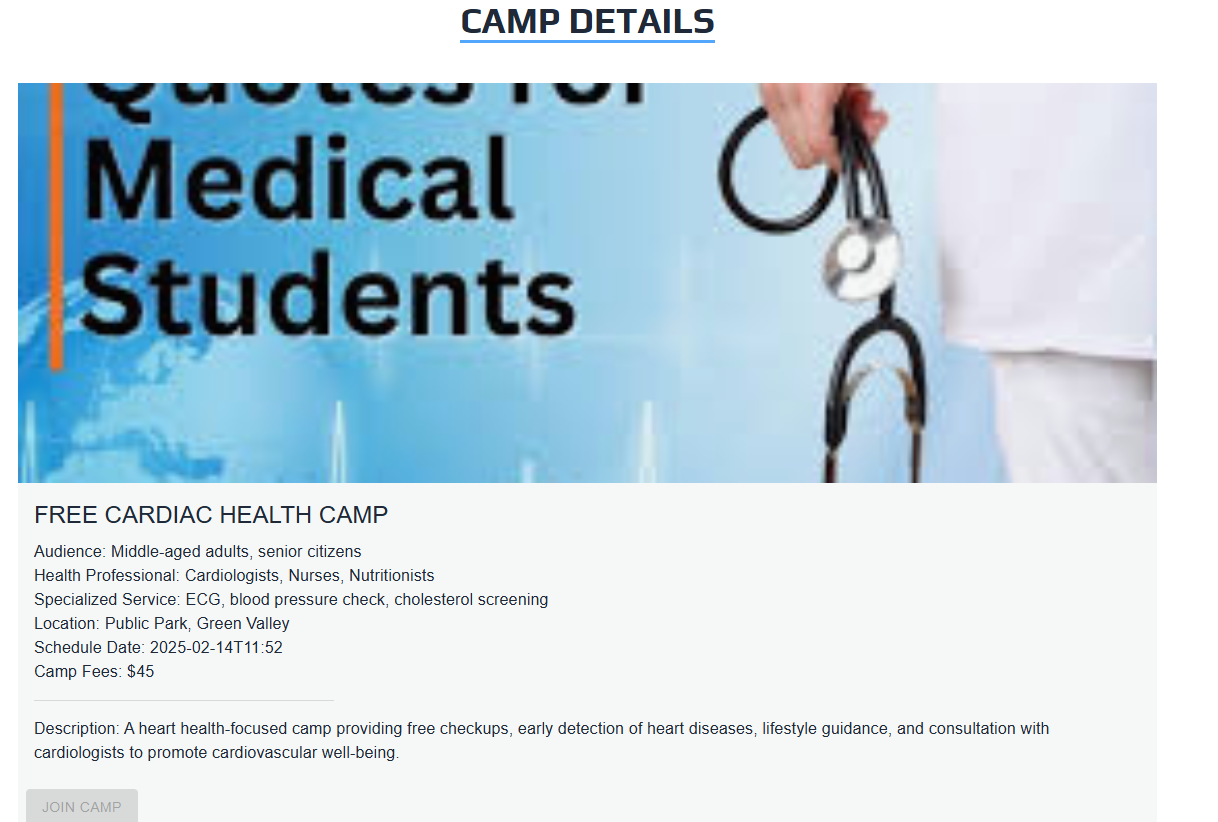 CAMP DETAILS
Quotes for
Medical
Students
FREE CARDIAC HEALTH CAMP
Audience: Middle-aged adults, senior citizens
Health Professional: Cardiologists, Nurses, Nutritionists
Specialized Service: ECG, blood pressure check, cholesterol screening
Location: Public Park, Green Valley
Schedule Date: 2025-02-14T11:52
Camp Fees: $45
Description: A heart health-focused camp providing free checkups, early detection of heart diseases, lifestyle guidance, and consultation with
cardiologists to promote cardiovascular well-being.
JOIN CAMP